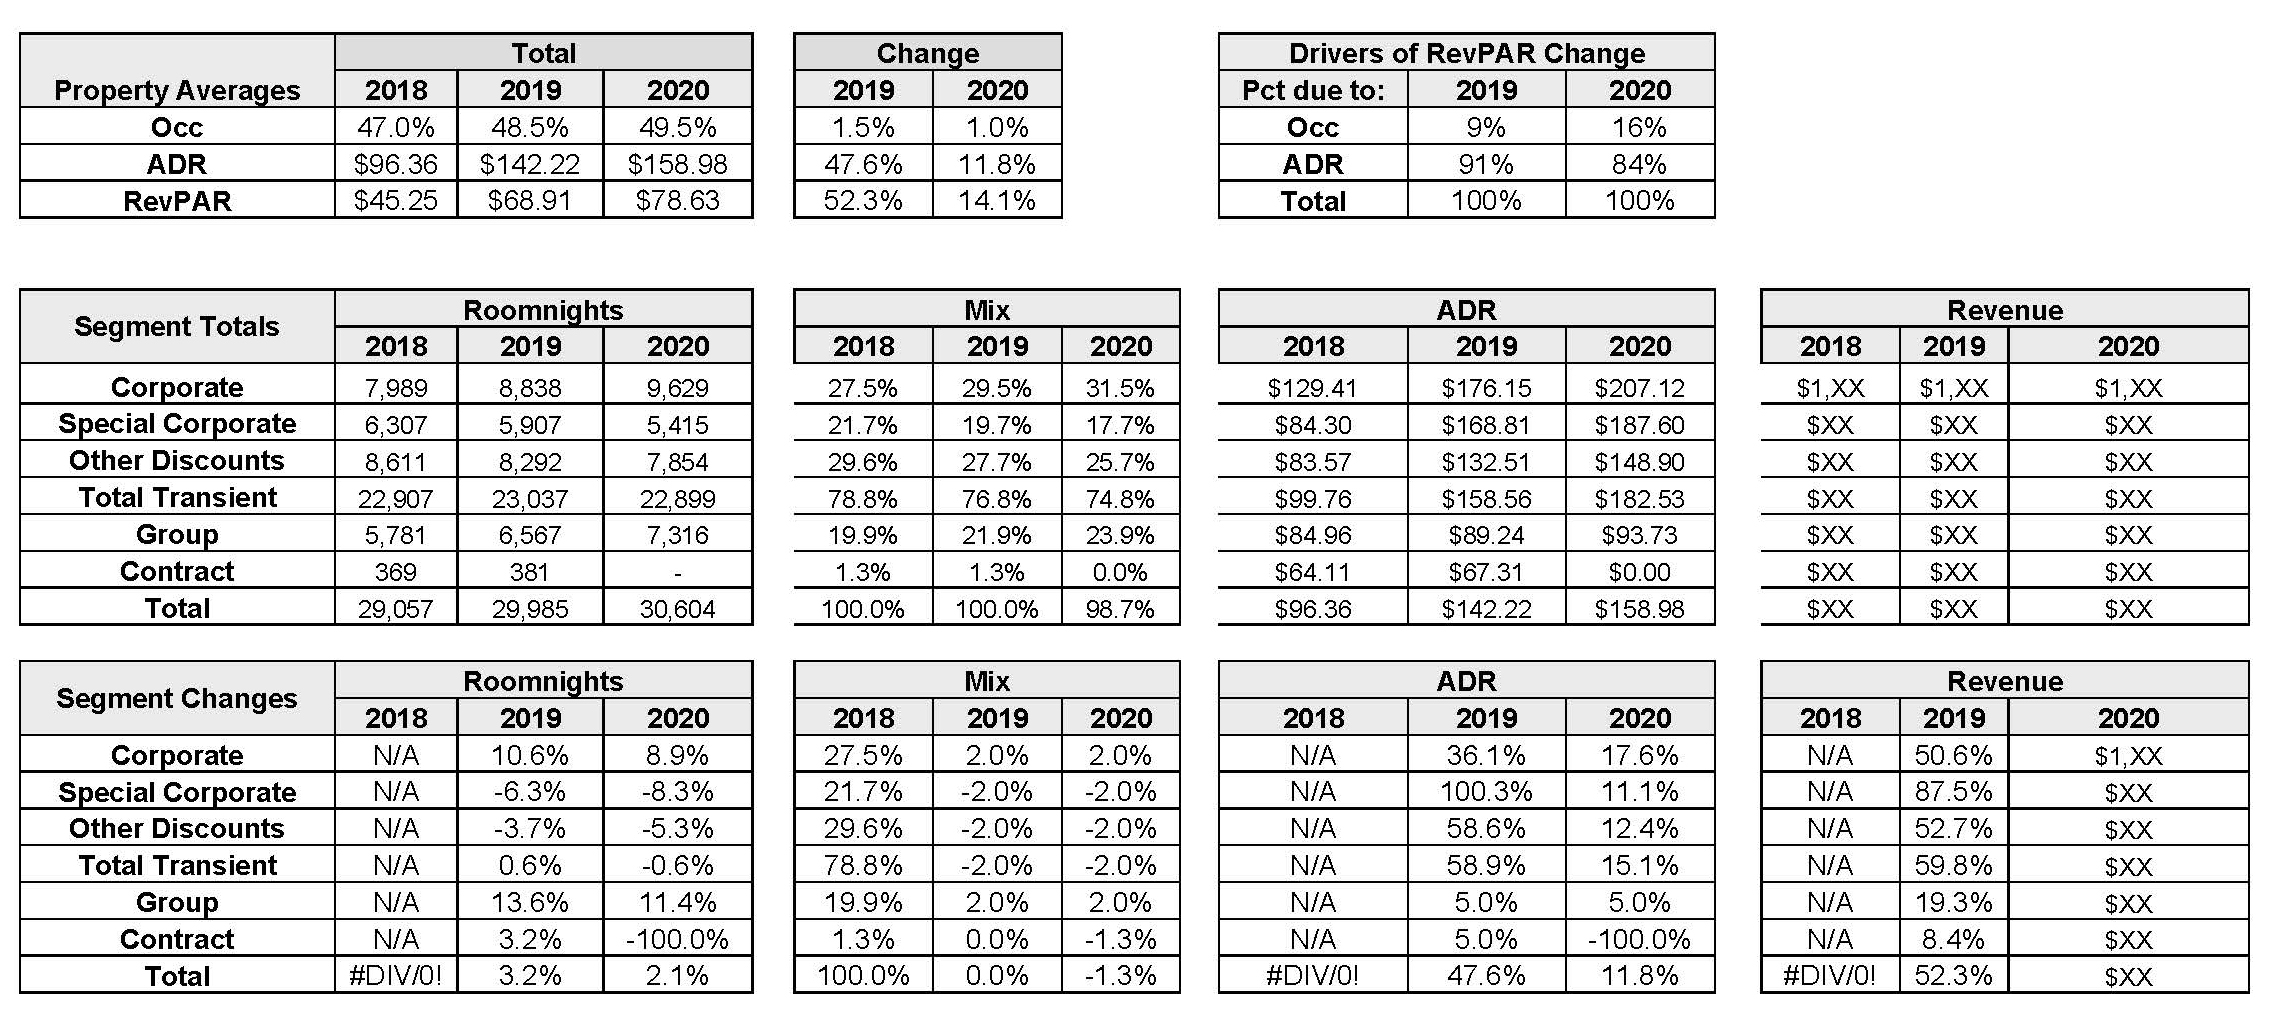 Total Change Drivers of RevPAR Change
Property Averages 2018 2019 2020 2019 2020 Pct due to: 2019 2020
Occ 47.0% 48.5% 49.5% 1.5% 1.0% Occ 9% 16%
ADR $96.36 $142.22 $158.98 47.6% 11.8% ADR 91% 84%
RevPAR $45.25 $68.91 $78.63 52.3% 14.1% Total 100% 100%
Segment Totals Roomnights Mix ADR Revenue
2018 2019 2020 2018 2019 2020 2018 2019 2020 2018 2019 2020
Corporate 7,989 8,838 9,629 27.5% 29.5% 31.5% $129.41 $176.15 $207.12 $1,XX $1,XX $1,XX
Special Corporate 6,307 5,907 5,415 21.7% 19.7% 17.7% $84.30 $168.81 $187.60 $XX $XX $XX
Other Discounts 8,611 8,292 7,854 29.6% 27.7% 25.7% $83.57 $132.51 $148.90 $XX $XX $XX
Total Transient 22,907 23,037 22,899 78.8% 76.8% 74.8% $99.76 $158.56 $182.53 $XX $XX $XX
Group 5,781 6,567 7,316 19.9% 21.9% 23.9% $84.96 $89.24 $93.73 $XX $XX $XX
Contract 369 381 - 1.3% 1.3% 0.0% $64.11 $67.31 $0.00 $XX $XX $XX
Total 29,057 29,985 30,604 100.0% 100.0% 98.7% $96.36 $142.22 $158.98 $XX $XX $XX
Segment Changes Roomnights Mix ADR Revenue
2018 2019 2020 2018 2019 2020 2018 2019 2020 2018 2019 2020
Corporate N/A 10.6% 8.9% 27.5% 2.0% 2.0% N/A 36.1% 17.6% N/A 50.6% $1,XX
Special Corporate N/A -6.3% -8.3% 21.7% -2.0% -2.0% N/A 100.3% 11.1% N/A 87.5% $XX
Other Discounts N/A -3.7% -5.3% 29.6% -2.0% -2.0% N/A 58.6% 12.4% N/A 52.7% $XX
Total Transient N/A 0.6% -0.6% 78.8% -2.0% -2.0% N/A 58.9% 15.1% N/A 59.8% $XX
Group N/A 13.6% 11.4% 19.9% 2.0% 2.0% N/A 5.0% 5.0% N/A 19.3% $XX
Contract N/A 3.2% -100.0% 1.3% 0.0% -1.3% N/A 5.0% -100.0% N/A 8.4% $XX
Total #DIV/0! 3.2% 2.1% 100.0% 0.0% -1.3% #DIV/0! 47.6% 11.8% #DIV/0! 52.3% $XX